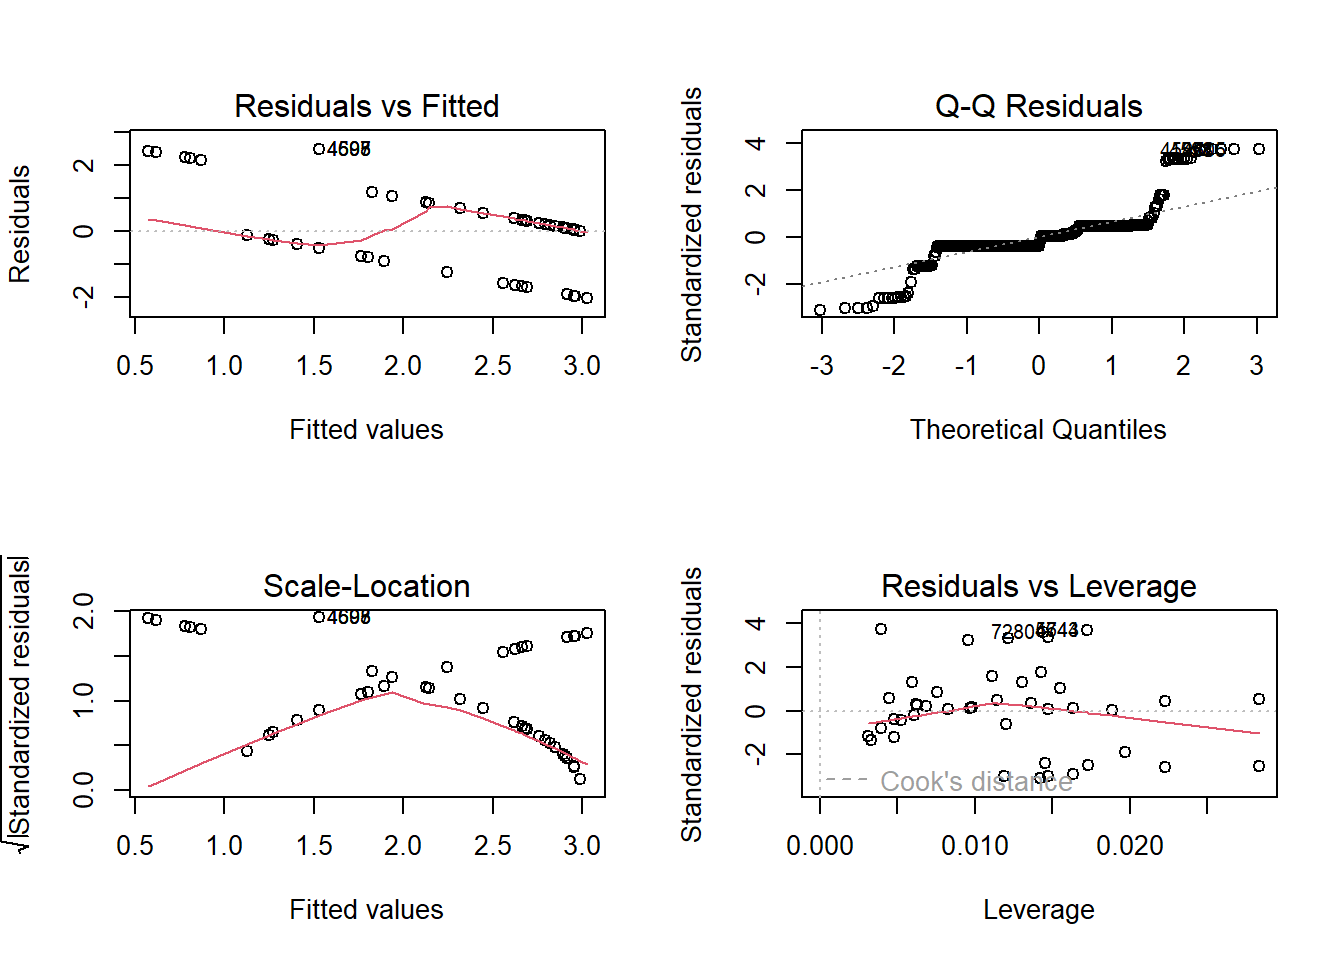 Residuals vs Fitted
Residuals
2
0
-2
0.5 1.0 1.5 2.0 2.5 3.0
Fitted values
Q-Q Residuals
Standardized residuals
4
2
0
-2
-3 -2 -1 0 1 2 3
Theoretical Quantiles
Scale-Location
√|Standardized residuals|
2.0
1.0
0.0
0.5 1.0 1.5 2.0 2.5 3.0
Fitted values
Residuals vs Leverage
Standardized residuals
4
2
0
-2
Cook's distance
0.000 0.010 0.020
Leverage